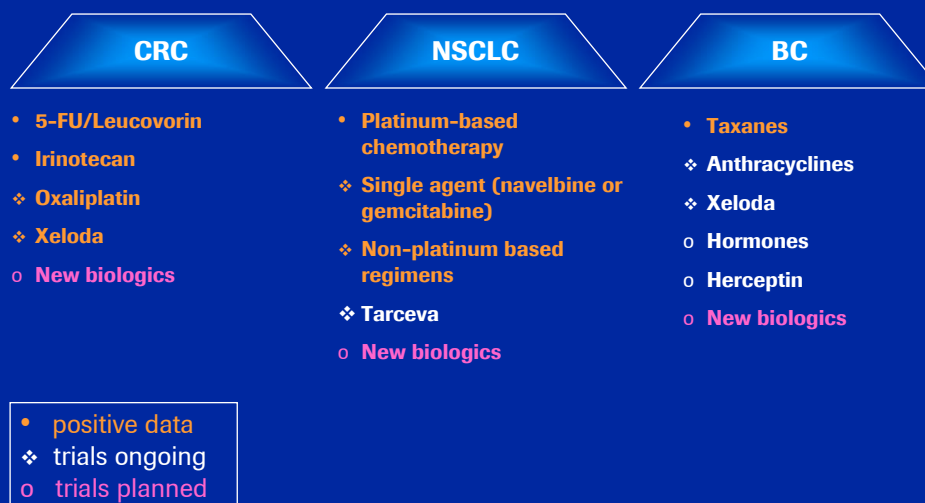 CRC
• 5-FU/Leucovorin
• Irinotecan
❖ Oxaliplatin
❖ Xeloda
o New biologics
NSCLC
• Platinum-based
chemotherapy
❖ Single agent (navelbine or
gemcitabine)
❖ Non-platinum based
regimens
❖ Tarceva
o New biologics
BC
• Taxanes
❖ Anthracyclines
❖ Xeloda
o Hormones
o Herceptin
o New biologics
• positive data
❖ trials ongoing
o trials planned